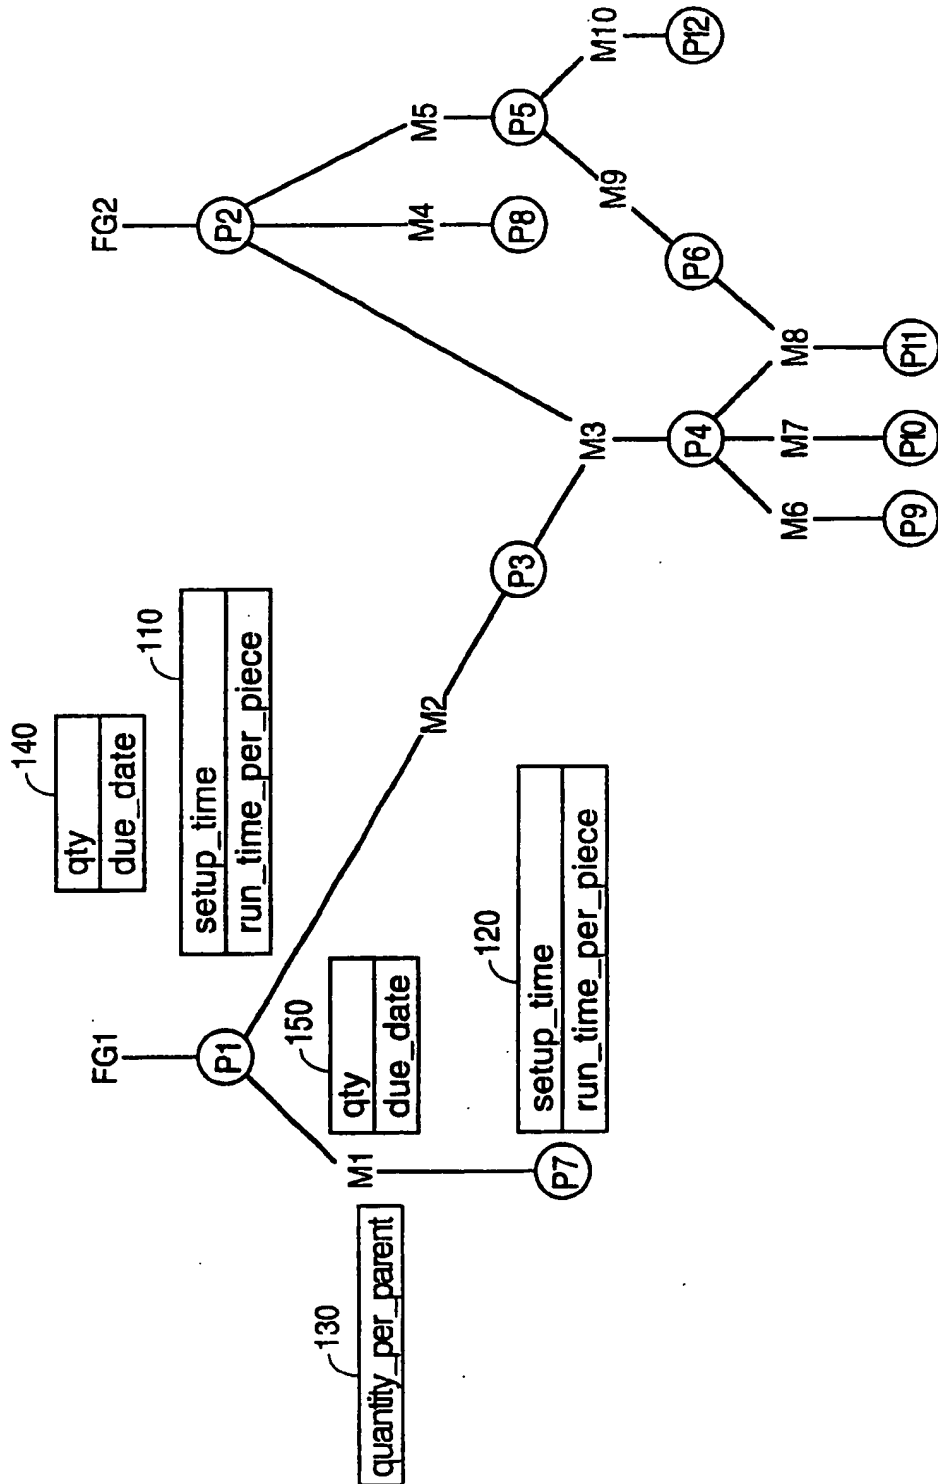 FG1
FG2
140
qty
due_date
110
setup_time
run_time_per_piece
P1
P2
130
quantity_per_parent
M1
150
qty
due_date
M2
M4
M5
120
setup_time
run_time_per_piece
P7
P3
P8
P5
M3
M9
M10
P4
P6
P12
M6
M7
M8
P9
P10
P11